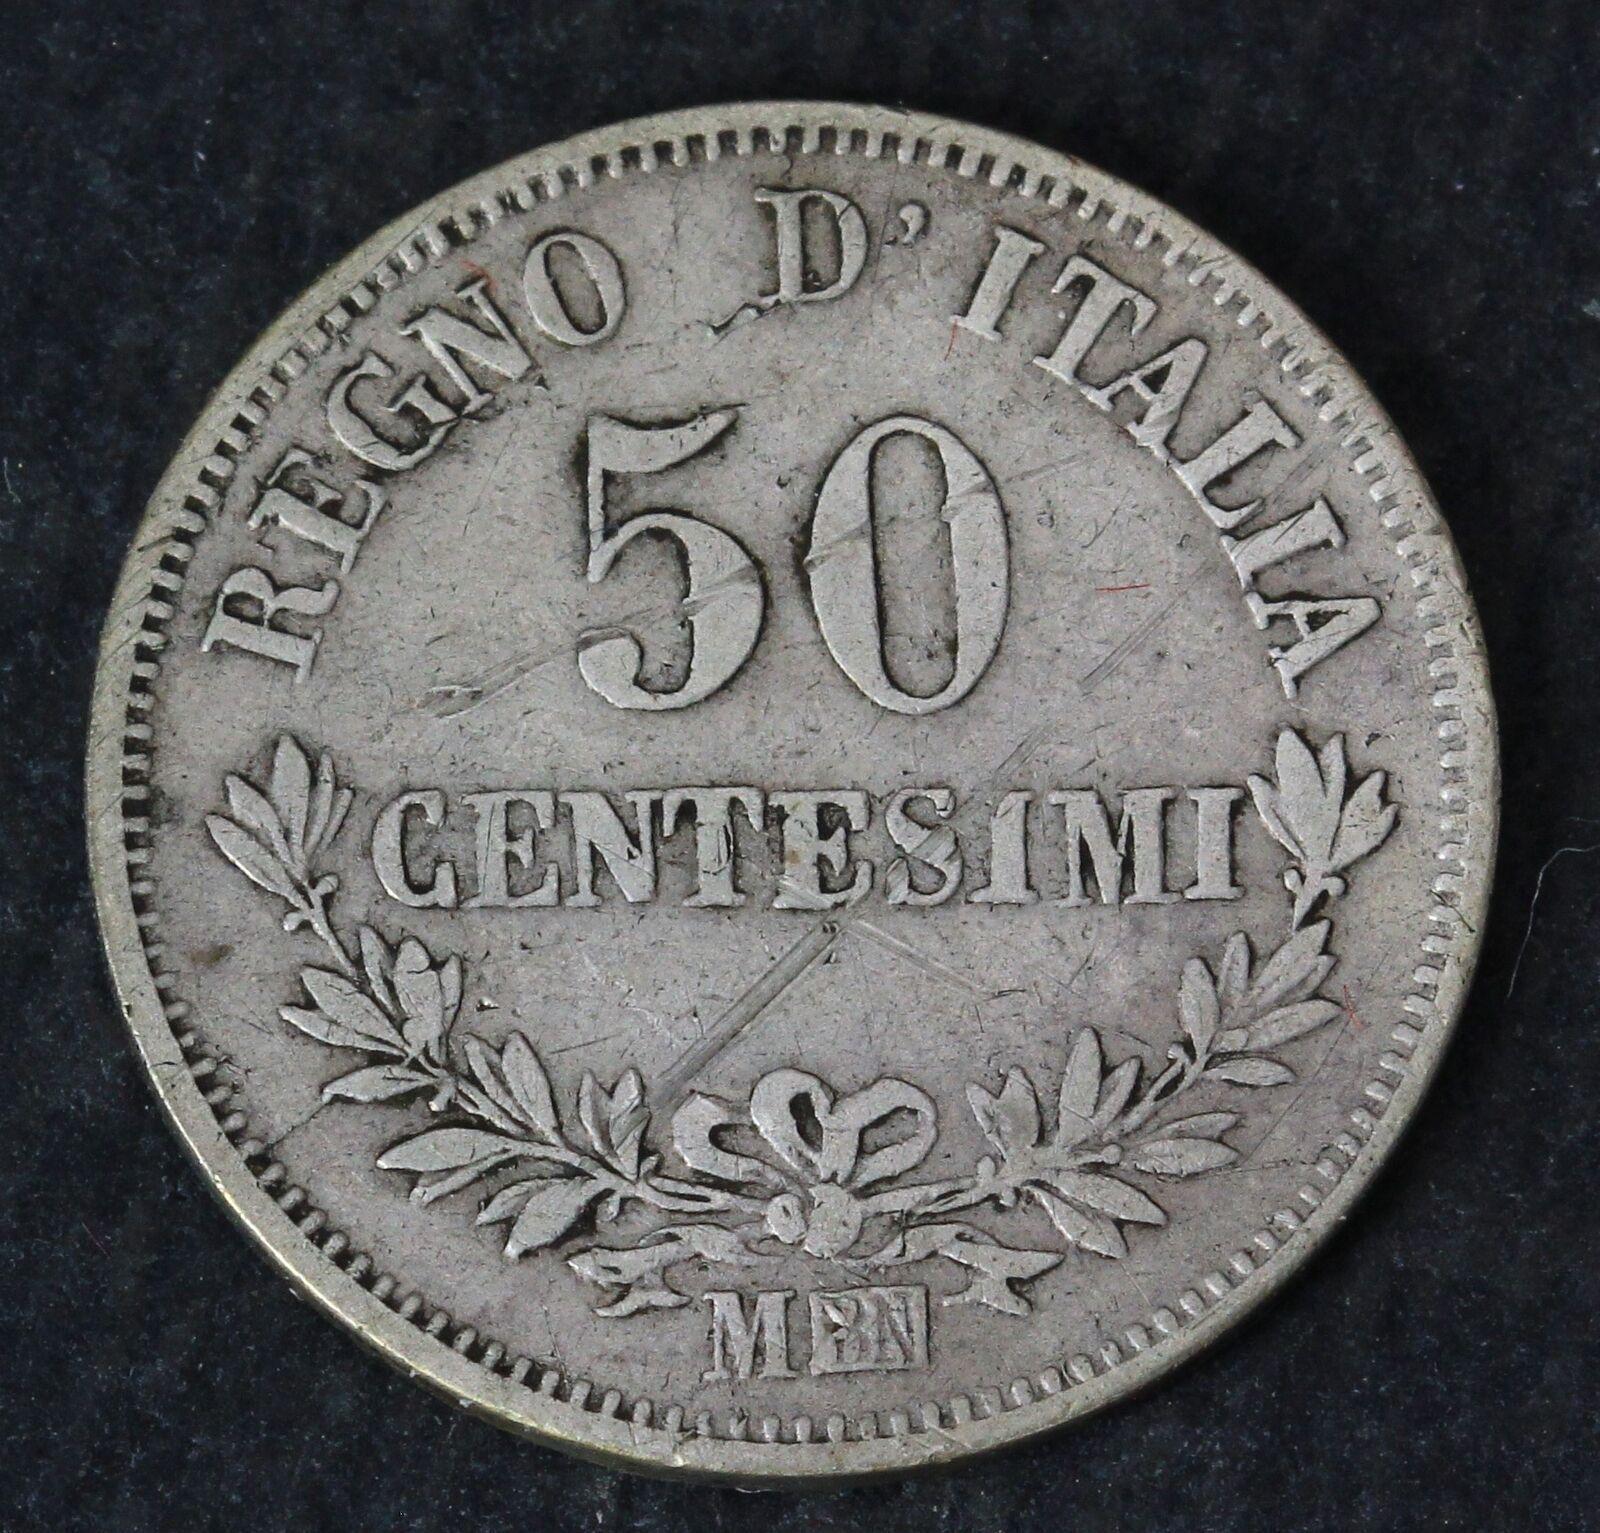 REGNO D'ITALIA
50
CENTESIMI
M BN